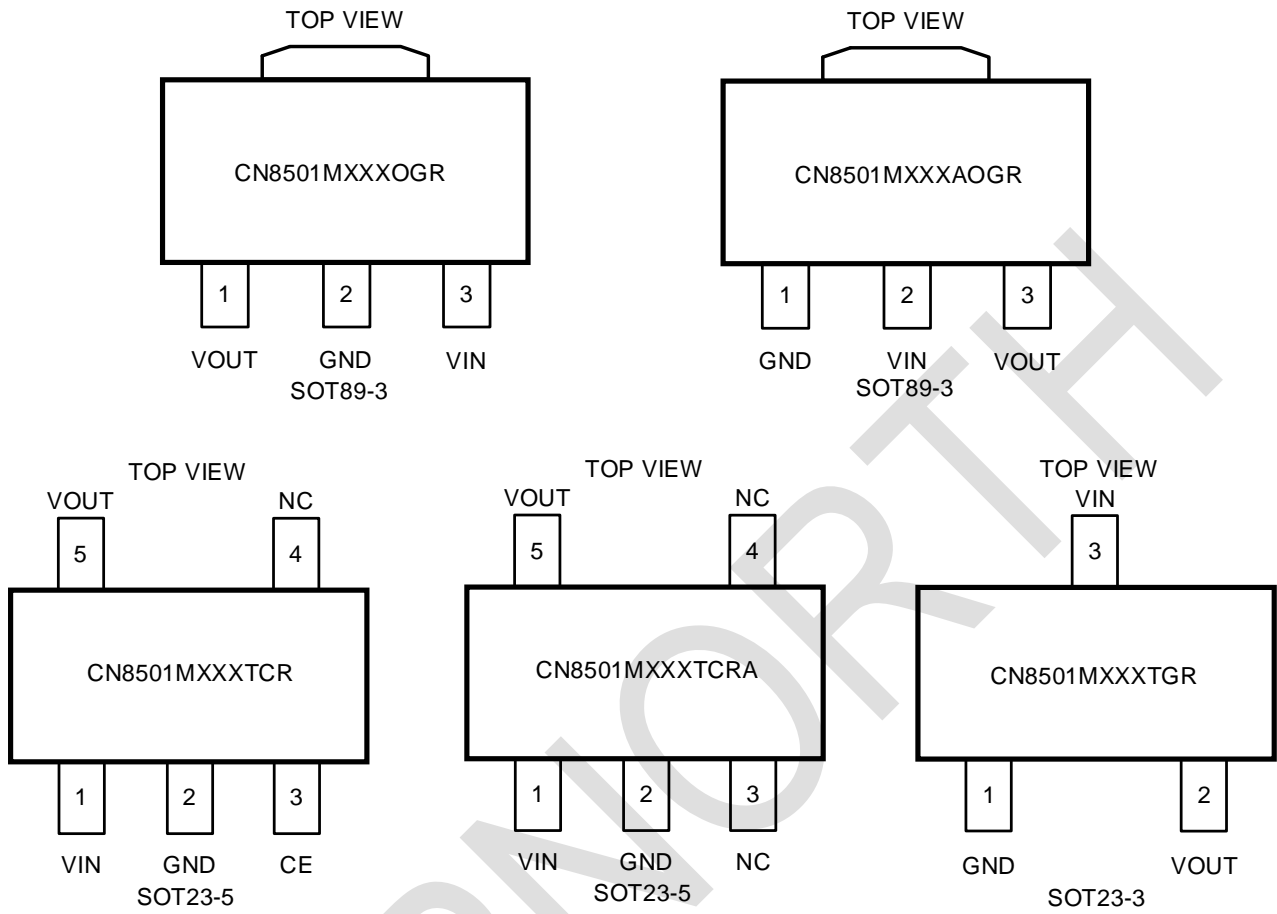 TOP VIEW
CN8501MXXXOGR
1 2 3
VOUT GND VIN
SOT89-3
TOP VIEW
CN8501MXXXAOGR
1 2 3
GND VIN VOUT
SOT89-3
TOP VIEW
VOUT NC
5 4
CN8501MXXXTCR
1 2 3
VIN GND CE
SOT23-5
TOP VIEW
VOUT NC
5 4
CN8501MXXXTCRA
1 2 3
VIN GND NC
SOT23-5
TOP VIEW
VIN
3
CN8501MXXXTGR
1 2
GND VOUT
SOT23-3
NORTH